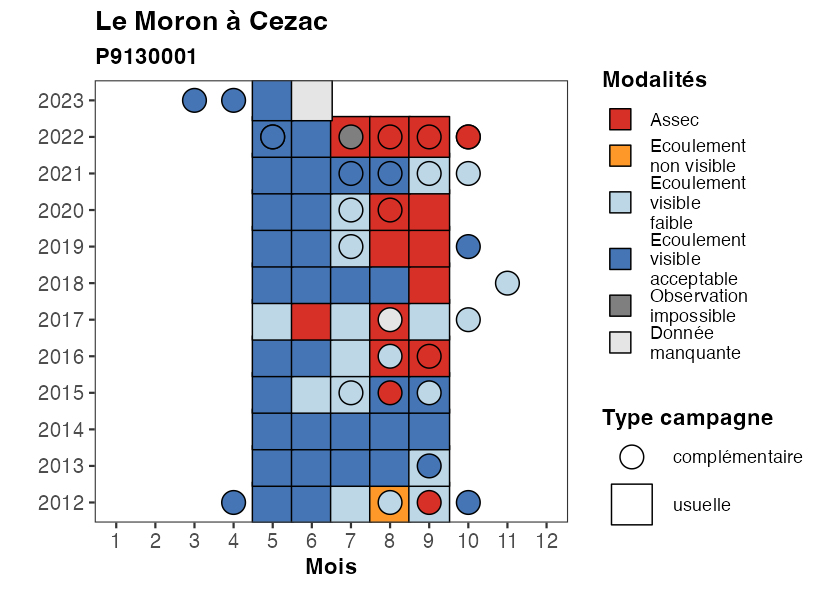 Le Moron à Cezac
P9130001
2023
2022
2021
2020
2019
2018
2017
2016
2015
2014
2013
2012
1 2 3 4 5 6 7 8 9 10 11 12
Mois
Modalités
Assec
Ecoulement
non visible
Ecoulement
visible
faible
Ecoulement
visible
acceptable
Observation
impossible
Donnée
manquante
Type campagne
complémentaire
usuelle